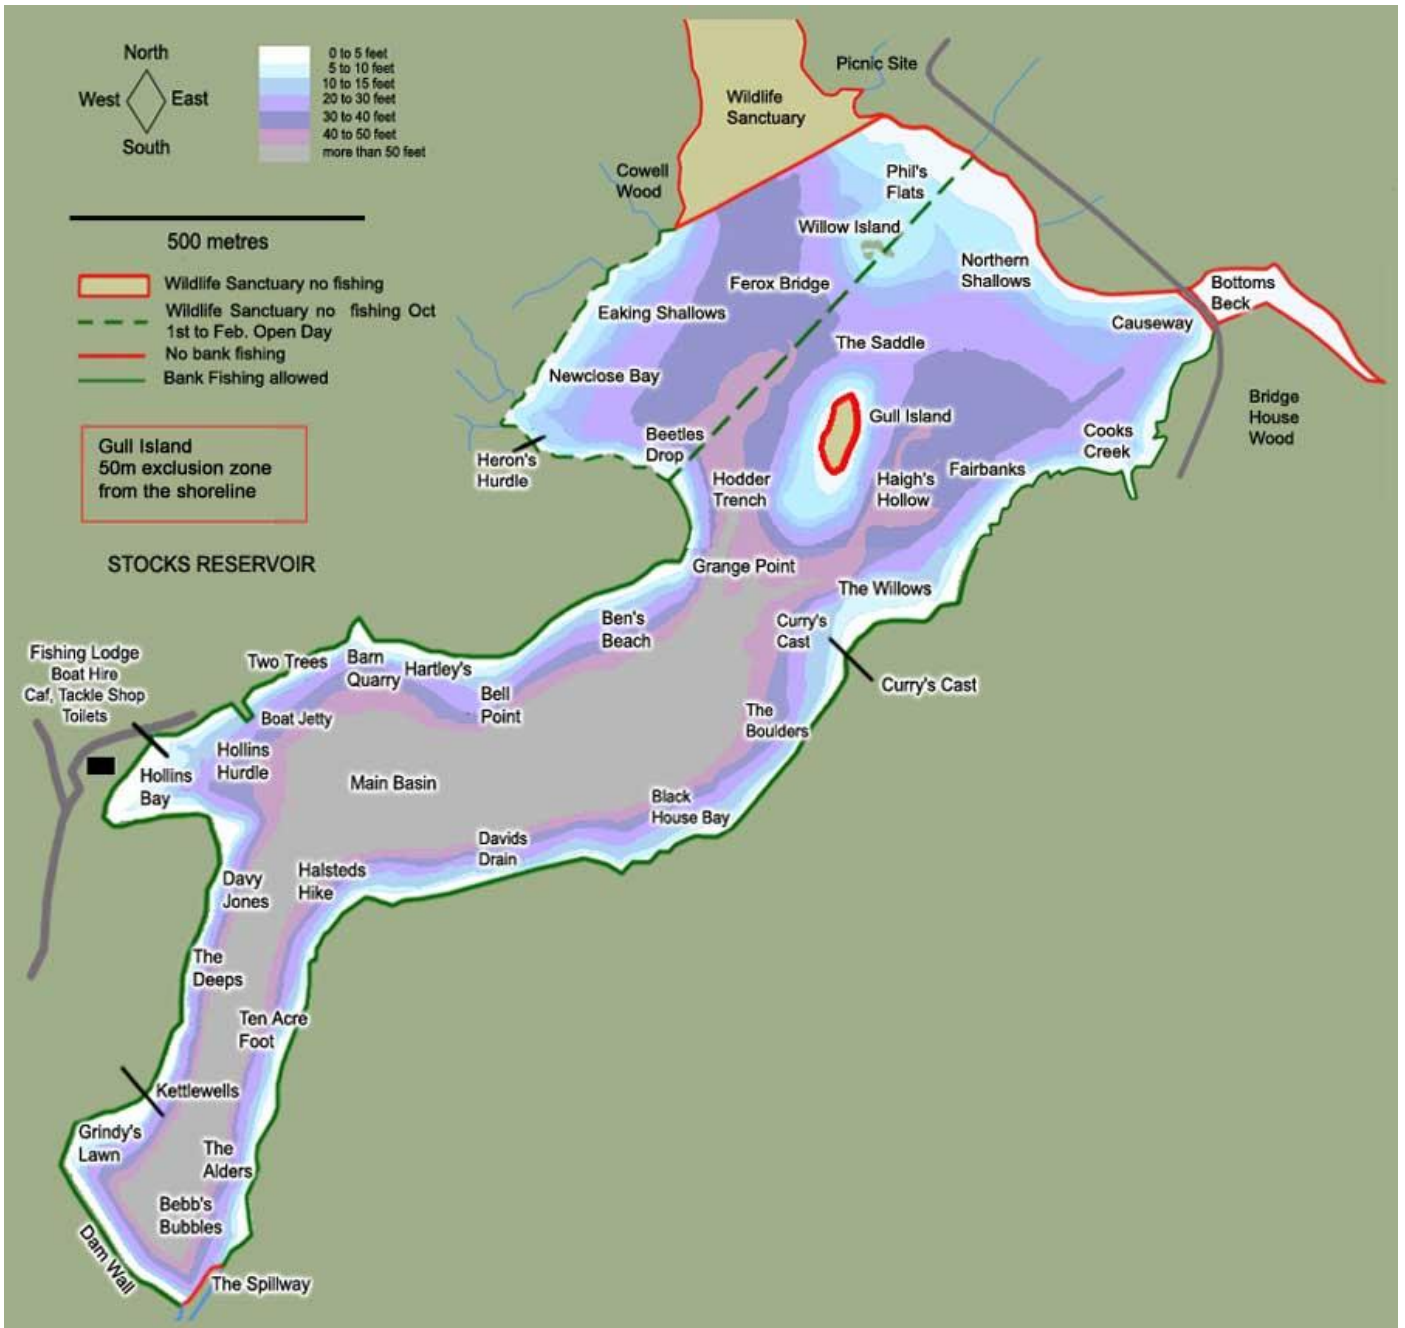 North
West
East
South
0 to 5 feet
5 to 10 feet
10 to 15 feet
20 to 30 feet
30 to 40 feet
40 to 50 feet
more than 50 feet
500 metres
Wildlife Sanctuary no fishing
Wildlife Sanctuary no fishing Oct
1st to Feb. Open Day
No bank fishing
Bank Fishing allowed
Gull Island
50m exclusion zone
from the shoreline
STOCKS RESERVOIR
Picnic Site
Wildlife
Sanctuary
Cowell
Wood
Phil's
Flats
Willow Island
Northern
Shallows
Ferox Bridge
Bottoms
Beck
Eaking Shallows
Causeway
The Saddle
Newclose Bay
Gull Island
Bridge
House
Wood
Beetles
Drop
Cooks
Creek
Heron's
Hurdle
Hodder
Trench
Haigh's
Hollow
Fairbanks
Grange Point
The Willows
Ben's
Beach
Curry's
Cast
Curry's Cast
Fishing Lodge
Boat Hire
Caf, Tackle Shop
Toilets
Two Trees
Barn
Quarry
Hartley's
Bell
Point
Boat Jetty
The
Boulders
Hollins
Hurdle
Hollins
Bay
Main Basin
Black
House Bay
Davids
Drain
Halsteds
Hike
Davy
Jones
The
Deeps
Ten Acre
Foot
Kettlewells
Grindy's
Lawn
The
Alders
Bebb's
Bubbles
Dam Wall
The Spillway